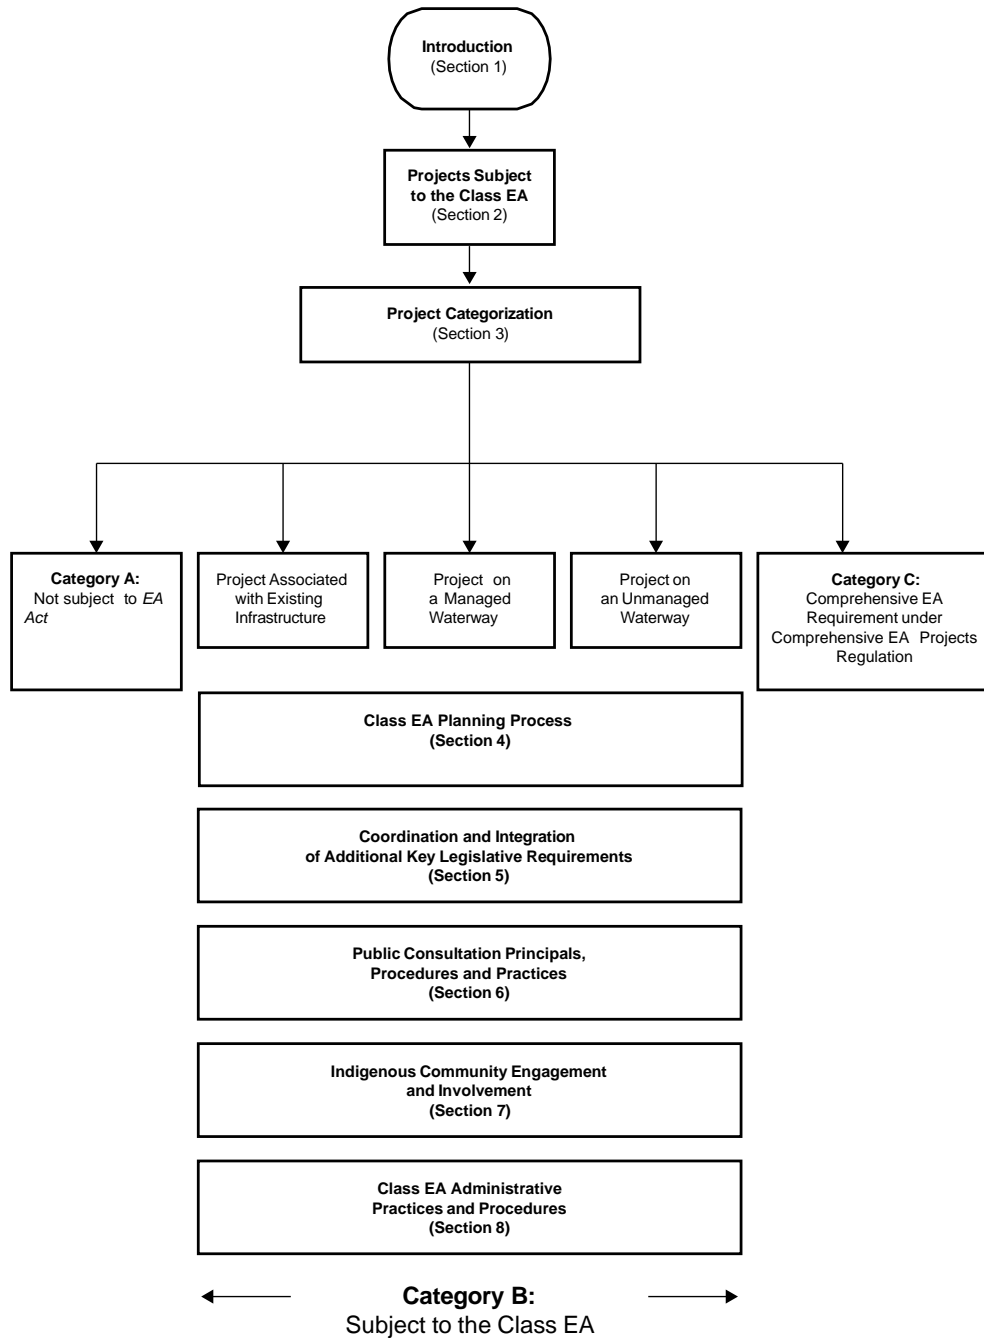 Introduction
(Section 1)
Projects Subject
to the Class EA
(Section 2)
Project Categorization
(Section 3)
Category A:
Not subject to EA
Act
Project Associated
with Existing
Infrastructure
Project on
a Managed
Waterway
Project on
an Unmanaged
Waterway
Category C:
Comprehensive EA
Requirement under
Comprehensive EA Projects
Regulation
Class EA Planning Process
(Section 4)
Coordination and Integration
of Additional Key Legislative Requirements
(Section 5)
Public Consultation Principals,
Procedures and Practices
(Section 6)
Indigenous Community Engagement
and Involvement
(Section 7)
Class EA Administrative
Practices and Procedures
(Section 8)
Category B:
Subject to the Class EA